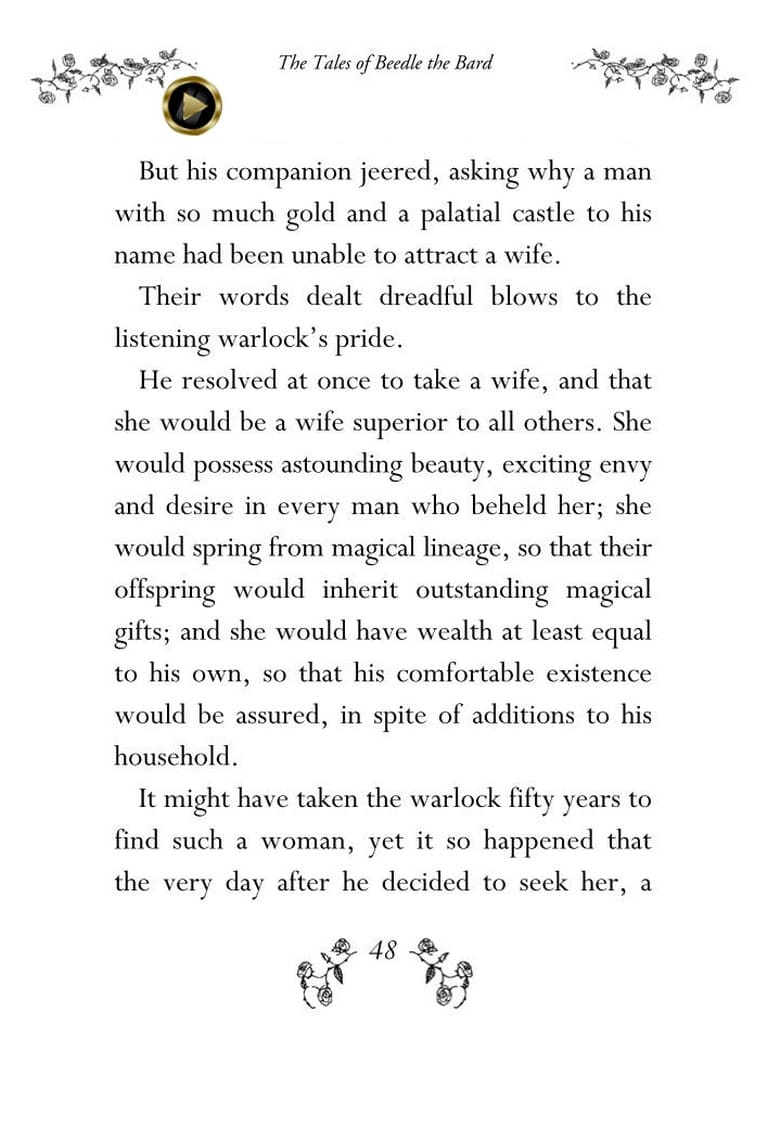 The Tales of Beedle the Bard
But his companion jeered, asking why a man
with so much gold and a palatial castle to his
name had been unable to attract a wife.
Their words dealt dreadful blows to the
listening warlock’s pride.
He resolved at once to take a wife, and that
she would be a wife superior to all others. She
would possess astounding beauty, exciting envy
and desire in every man who beheld her; she
would spring from magical lineage, so that their
offspring would inherit outstanding magical
gifts; and she would have wealth at least equal
to his own, so that his comfortable existence
would be assured, in spite of additions to his
household.
It might have taken the warlock fifty years to
find such a woman, yet it so happened that
the very day after he decided to seek her, a
48